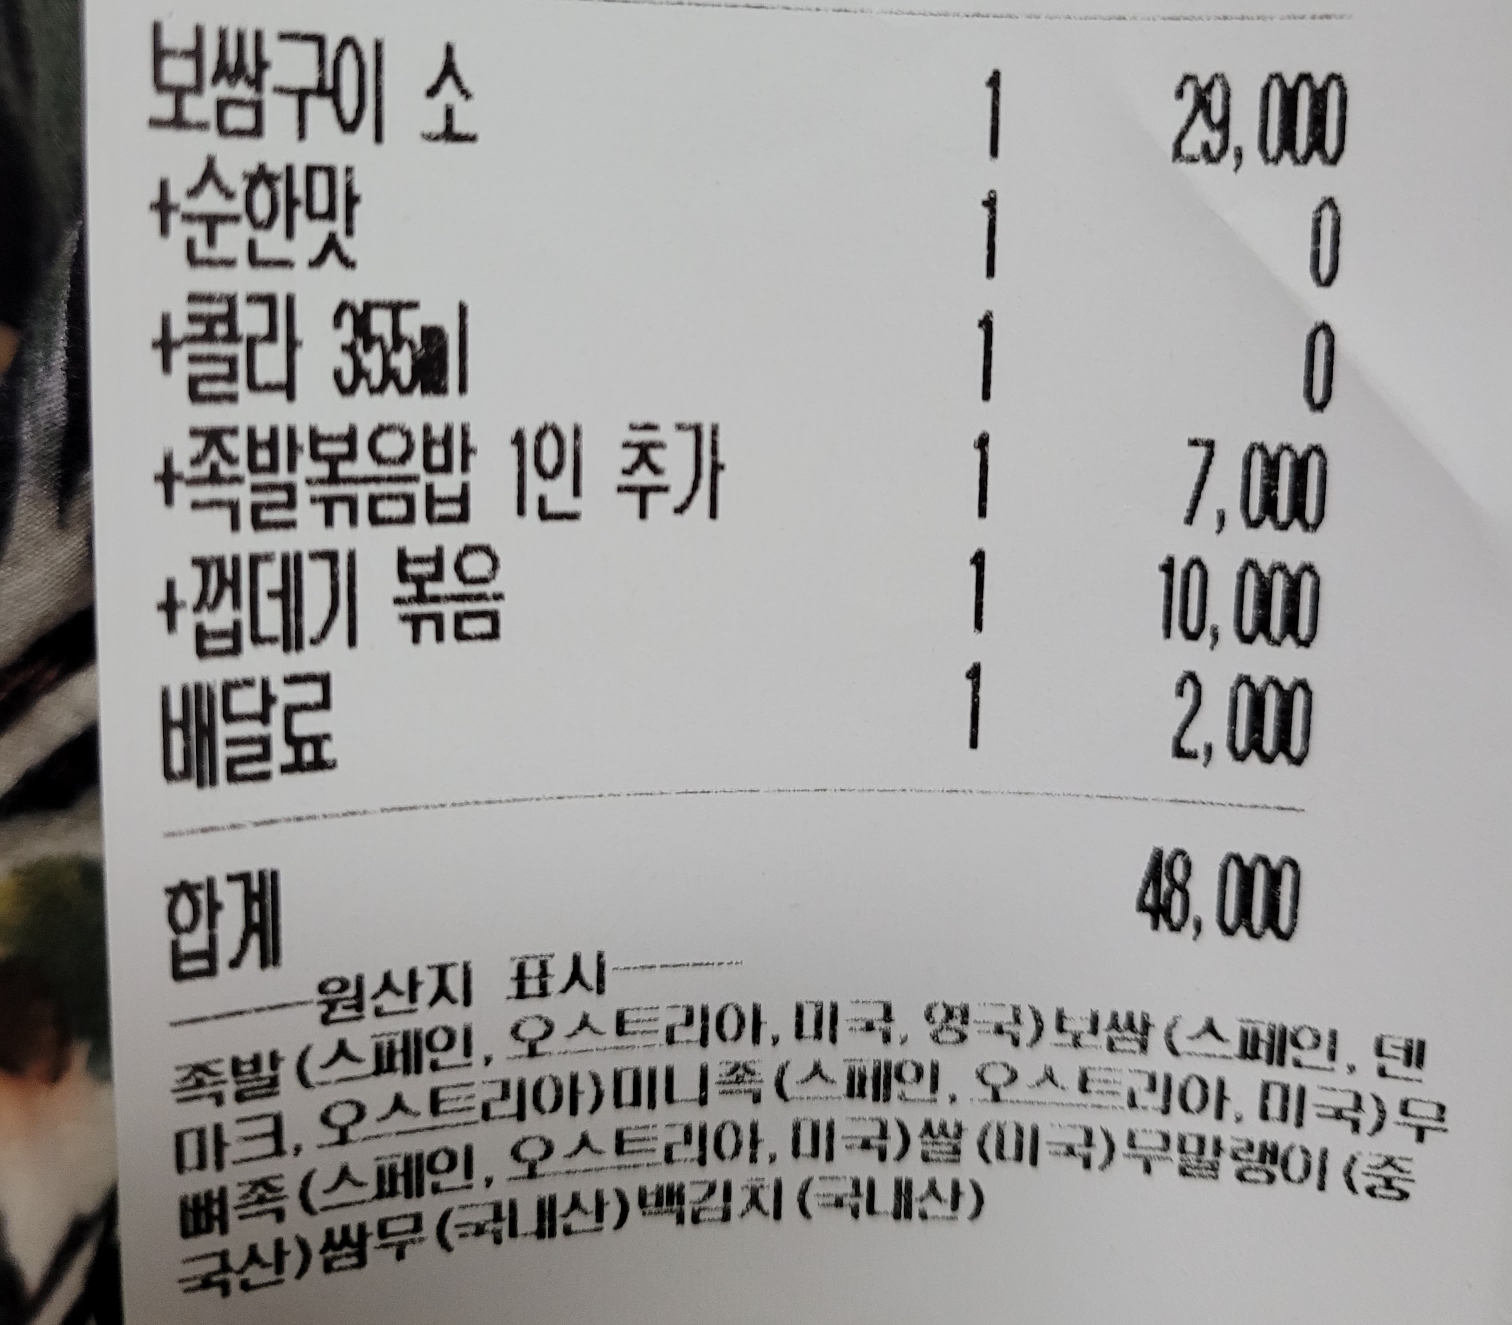 보쌈구이 소 1 29,000
+순한맛 1 0
+콜라 355ml 1 0
+족발볶음밥 1인 추가 1 7,000
+껍데기 볶음 1 10,000
배달료 1 2,000
합계 48,000
원산지 표시
족발(스페인, 오스트리아, 미국, 영국)보쌈(스페인, 덴
마크, 오스트리아)미니족(스페인, 오스트리아, 미국)무
뼈족(스페인, 오스트리아, 미국)쌀(미국)무말랭이(중
국산)쌈무(국내산)백김치(국내산)